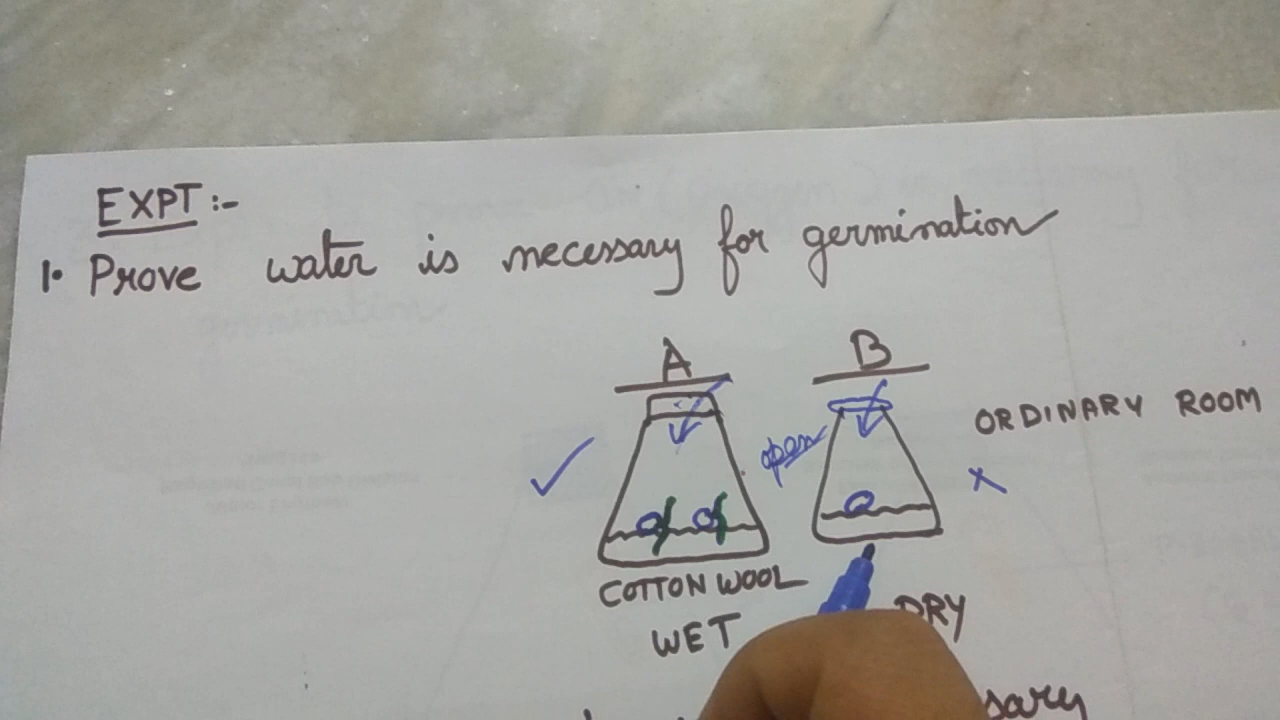 EXPT :-
1. Prove water is necessary for germination
A B
ORDINARY ROOM
open
COTTON WOOL
WET DRY